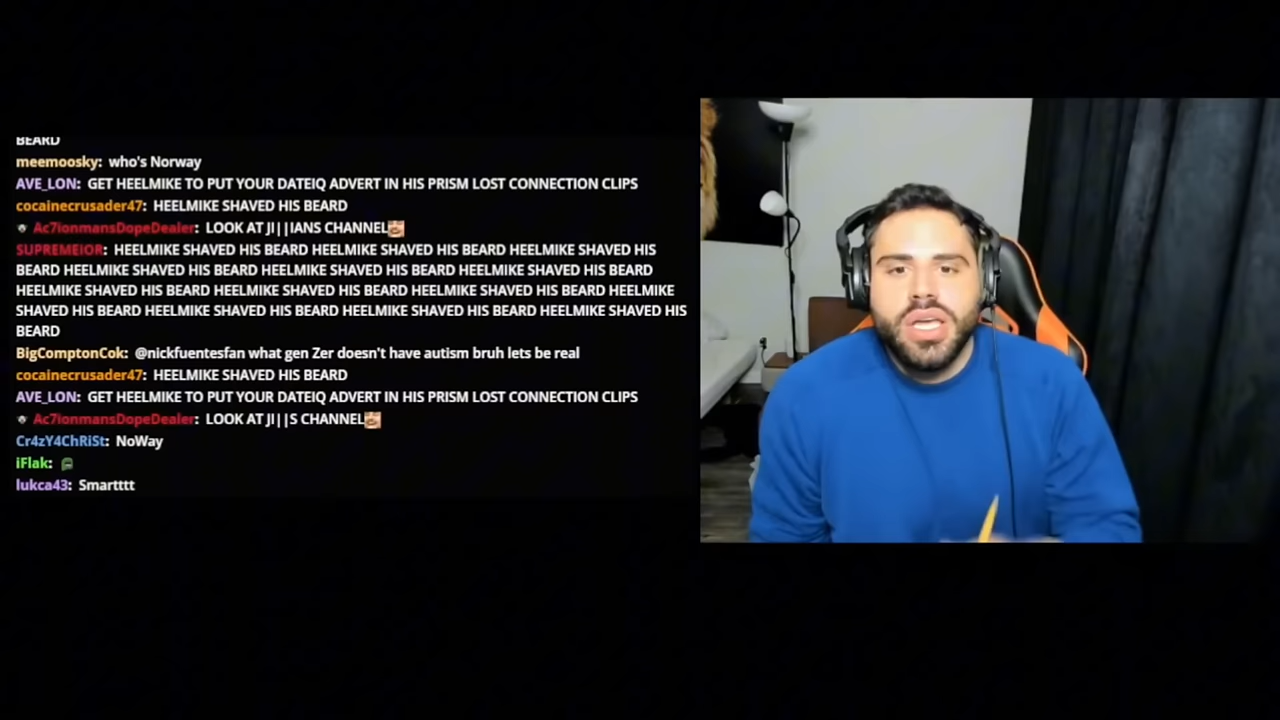 BEARD
meemoosky: who's Norway
AVE_LON: GET HEELMIKE TO PUT YOUR DATEIQ ADVERT IN HIS PRISM LOST CONNECTION CLIPS
cocainecrusader47: HEELMIKE SHAVED HIS BEARD
Ac7ionmansDopeDealer: LOOK AT JI||IANS CHANNEL
SUPREMEiOR: HEELMIKE SHAVED HIS BEARD HEELMIKE SHAVED HIS BEARD HEELMIKE SHAVED HIS
BEARD HEELMIKE SHAVED HIS BEARD HEELMIKE SHAVED HIS BEARD HEELMIKE SHAVED HIS BEARD
HEELMIKE SHAVED HIS BEARD HEELMIKE SHAVED HIS BEARD HEELMIKE SHAVED HIS BEARD HEELMIKE
SHAVED HIS BEARD HEELMIKE SHAVED HIS BEARD HEELMIKE SHAVED HIS BEARD HEELMIKE SHAVED HIS
BEARD
BigComptonCok: @nickfuentesfan what gen Zer doesn't have autism bruh lets be real
cocainecrusader47: HEELMIKE SHAVED HIS BEARD
AVE_LON: GET HEELMIKE TO PUT YOUR DATEIQ ADVERT IN HIS PRISM LOST CONNECTION CLIPS
Ac7ionmansDopeDealer: LOOK AT JI||S CHANNEL
Cr4zY4ChRiSt: NoWay
iFlak:
lukca43: Smartttt